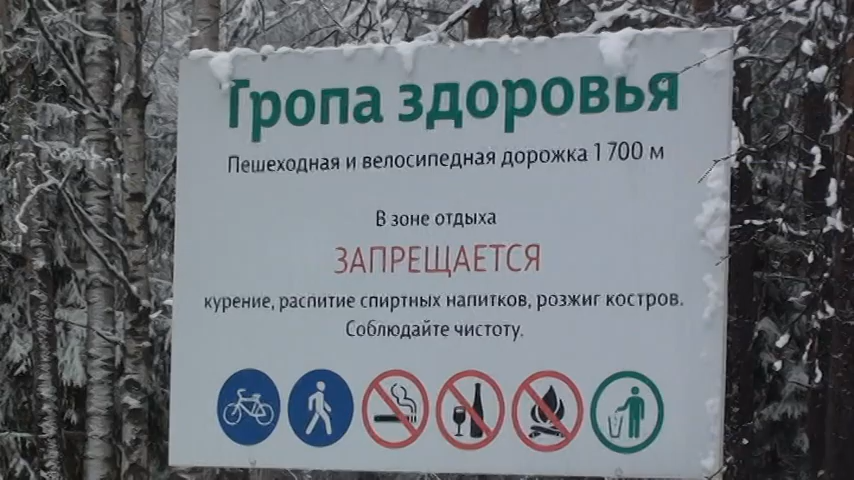 Тропа здоровья
Пешеходная и велосипедная дорожка 1 700 м
В зоне отдыха
ЗАПРЕЩАЕТСЯ
курение, распитие спиртных напитков, розжиг костров.
Соблюдайте чистоту.